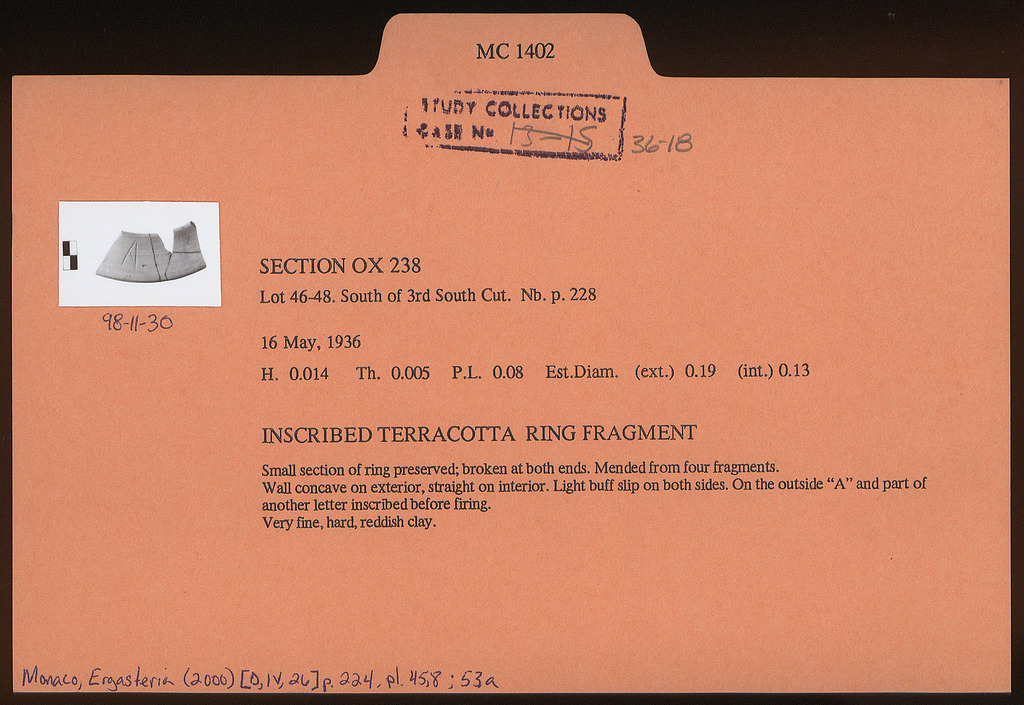 MC 1402
STUDY COLLECTIONS
CASE No 13-15 36-18
98-11-30
SECTION OX 238
Lot 46-48. South of 3rd South Cut. Nb. p. 228
16 May, 1936
H. 0.014 Th. 0.005 P.L. 0.08 Est.Diam. (ext.) 0.19 (int.) 0.13
INSCRIBED TERRACOTTA RING FRAGMENT
Small section of ring preserved; broken at both ends. Mended from four fragments.
Wall concave on exterior, straight on interior. Light buff slip on both sides. On the outside “A” and part of
another letter inscribed before firing.
Very fine, hard, reddish clay.
Monaco, Ergasteria (2000) [D, IV, 26] p. 224, pl. 45,8 ; 53a